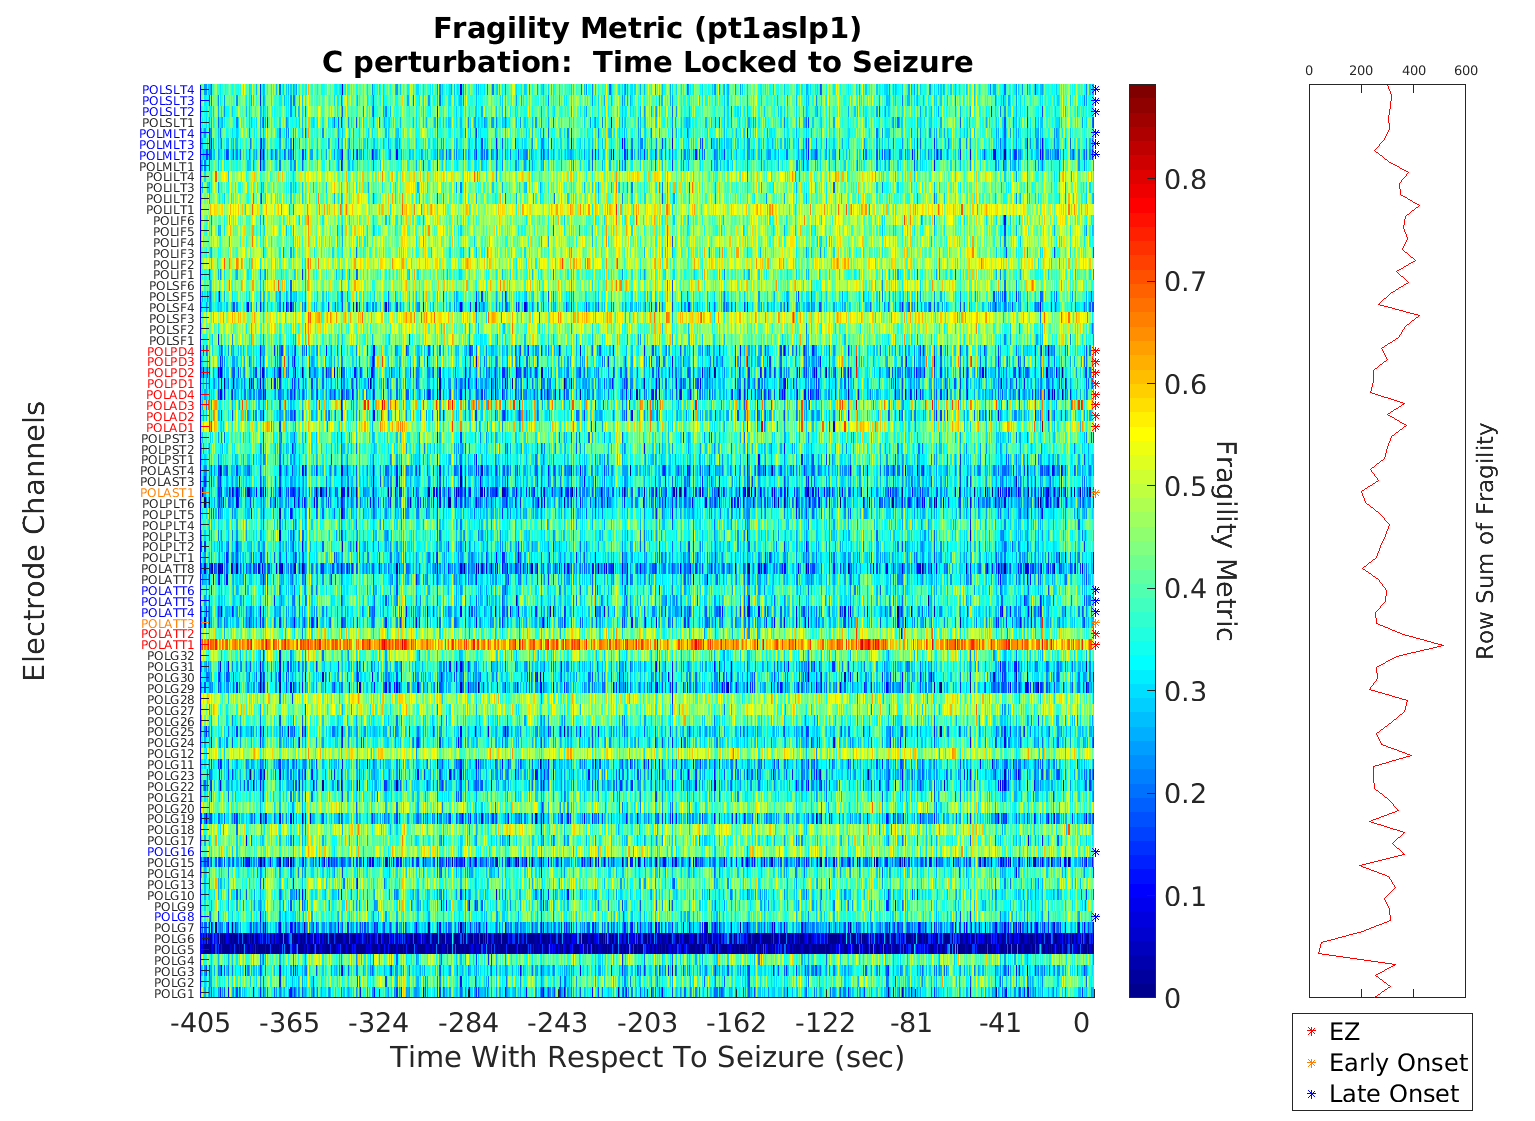 Fragility Metric (pt1aslp1)
C perturbation:  Time Locked to Seizure
Electrode Channels
POLSLT4
POLSLT3
POLSLT2
POLSLT1
POLMLT4
POLMLT3
POLMLT2
POLMLT1
POLILT4
POLILT3
POLILT2
POLILT1
POLIF6
POLIF5
POLIF4
POLIF3
POLIF2
POLIF1
POLSF6
POLSF5
POLSF4
POLSF3
POLSF2
POLSF1
POLPD4
POLPD3
POLPD2
POLPD1
POLAD4
POLAD3
POLAD2
POLAD1
POLPST3
POLPST2
POLPST1
POLAST4
POLAST3
POLAST1
POLPLT6
POLPLT5
POLPLT4
POLPLT3
POLPLT2
POLPLT1
POLATT8
POLATT7
POLATT6
POLATT5
POLATT4
POLATT3
POLATT2
POLATT1
POLG32
POLG31
POLG30
POLG29
POLG28
POLG27
POLG26
POLG25
POLG24
POLG12
POLG11
POLG23
POLG22
POLG21
POLG20
POLG19
POLG18
POLG17
POLG16
POLG15
POLG14
POLG13
POLG10
POLG9
POLG8
POLG7
POLG6
POLG5
POLG4
POLG3
POLG2
POLG1
-405 -365 -324 -284 -243 -203 -162 -122 -81 -41 0
Time With Respect To Seizure (sec)
0.8
0.7
0.6
0.5
0.4
0.3
0.2
0.1
0
Fragility Metric
0 200 400 600
Row Sum of Fragility
EZ
Early Onset
Late Onset